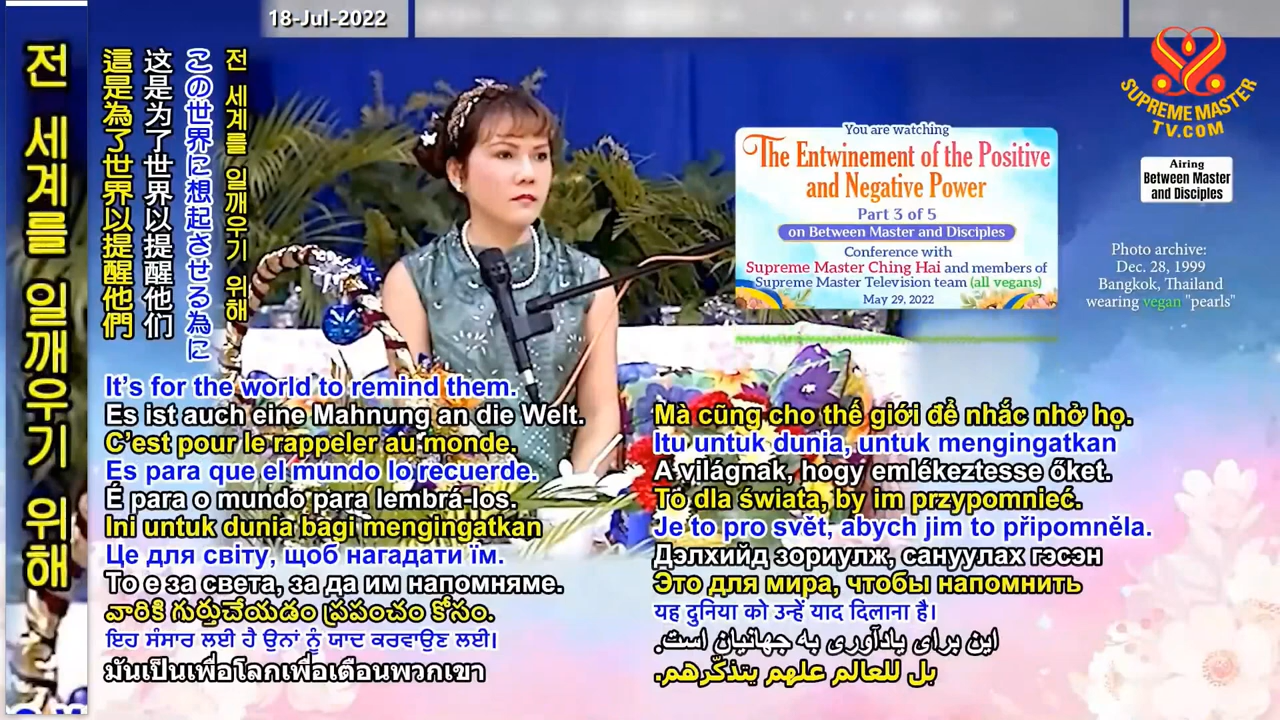 18-Jul-2022
SUPREME MASTER
TV.COM
Airing
Between Master
and Disciples
You are watching
The Entwinement of the Positive
and Negative Power
Part 3 of 5
on Between Master and Disciples
Conference with
Supreme Master Ching Hai and members of
Supreme Master Television team (all vegans)
May 29, 2022
Photo archive:
Dec. 28, 1999
Bangkok, Thailand
wearing vegan "pearls"
전 세계를 일깨우기 위해
這是為了世界以提醒他們
这是为了世界以提醒他们
この世界に想起させる為に
전 세계를 일깨우기 위해
It's for the world to remind them.
Es ist auch eine Mahnung an die Welt.
C'est pour le rappeler au monde.
Es para que el mundo lo recuerde.
É para o mundo para lembrá-los.
Ini untuk dunia bagi mengingatkan
Це для світу, щоб нагадати їм.
То е за света, за да им напомняме.
వారికి గుర్తుచేయడం ప్రపంచం కోసం.
ਇਹ ਸੰਸਾਰ ਲਈ ਹੈ ਉਨਾਂ ਨੂੰ ਯਾਦ ਕਰਵਾਉਣ ਲਈ।
มันเป็นเพื่อโลกเพื่อเตือนพวกเขา
Mà cũng cho thế giới để nhắc nhở họ.
Itu untuk dunia, untuk mengingatkan
A világnak, hogy emlékeztesse őket.
To dla świata, by im przypomnieć.
Je to pro svět, abych jim to připomněla.
Дэлхийд зориулж, сануулах гэсэн
Это для мира, чтобы напомнить
यह दुनिया को उन्हें याद दिलाना है।
این برای یادآوری به جهانیان است.
بل للعالم علهم يتذكّرهم.